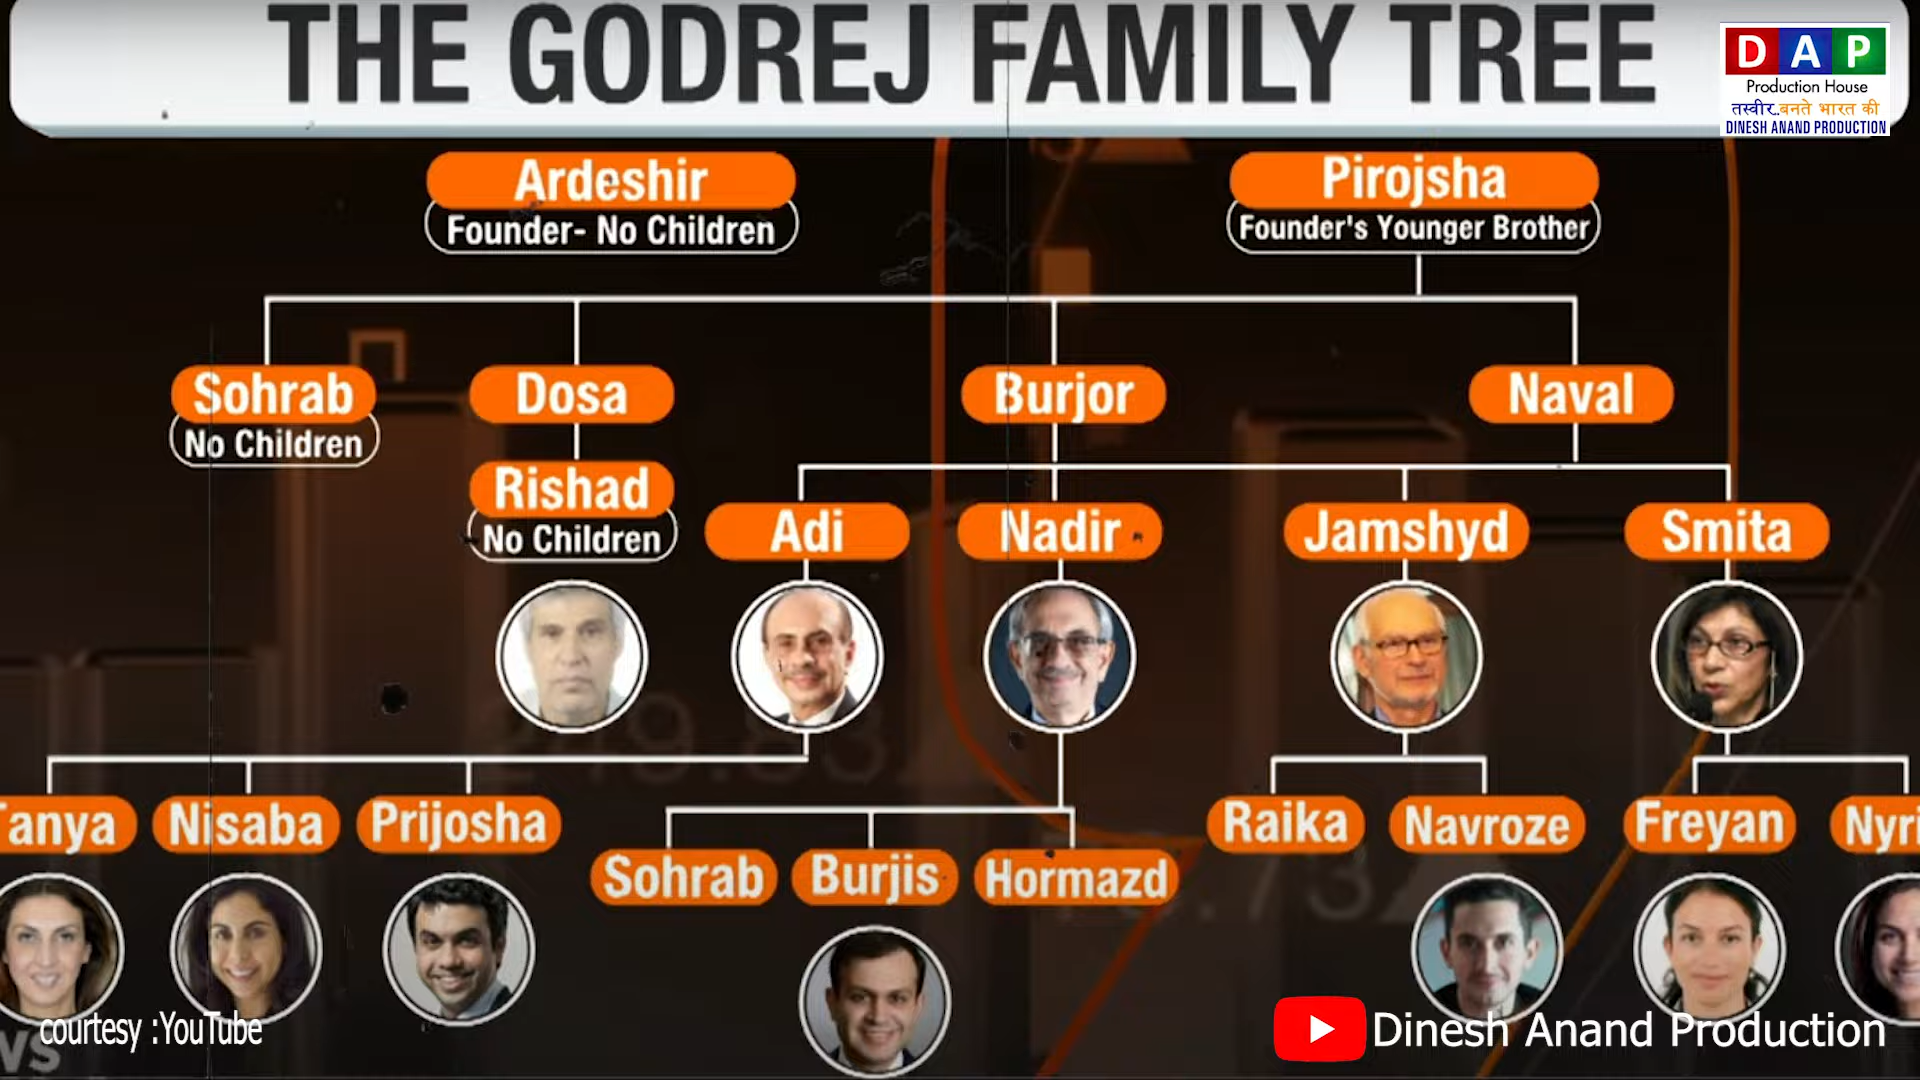 THE GODREJ FAMILY TREE
D A P
Production House
तस्वीर..बनते भारत की
DINESH ANAND PRODUCTION
Ardeshir
Founder- No Children
Pirojsha
Founder's Younger Brother
Sohrab
No Children
Dosa
Burjor
Naval
Rishad
No Children
Adi
Nadir
Jamshyd
Smita
Tanya
Nisaba
Prijosha
Sohrab
Burjis
Hormazd
Raika
Navroze
Freyan
Nyri
courtesy :YouTube
Dinesh Anand Production